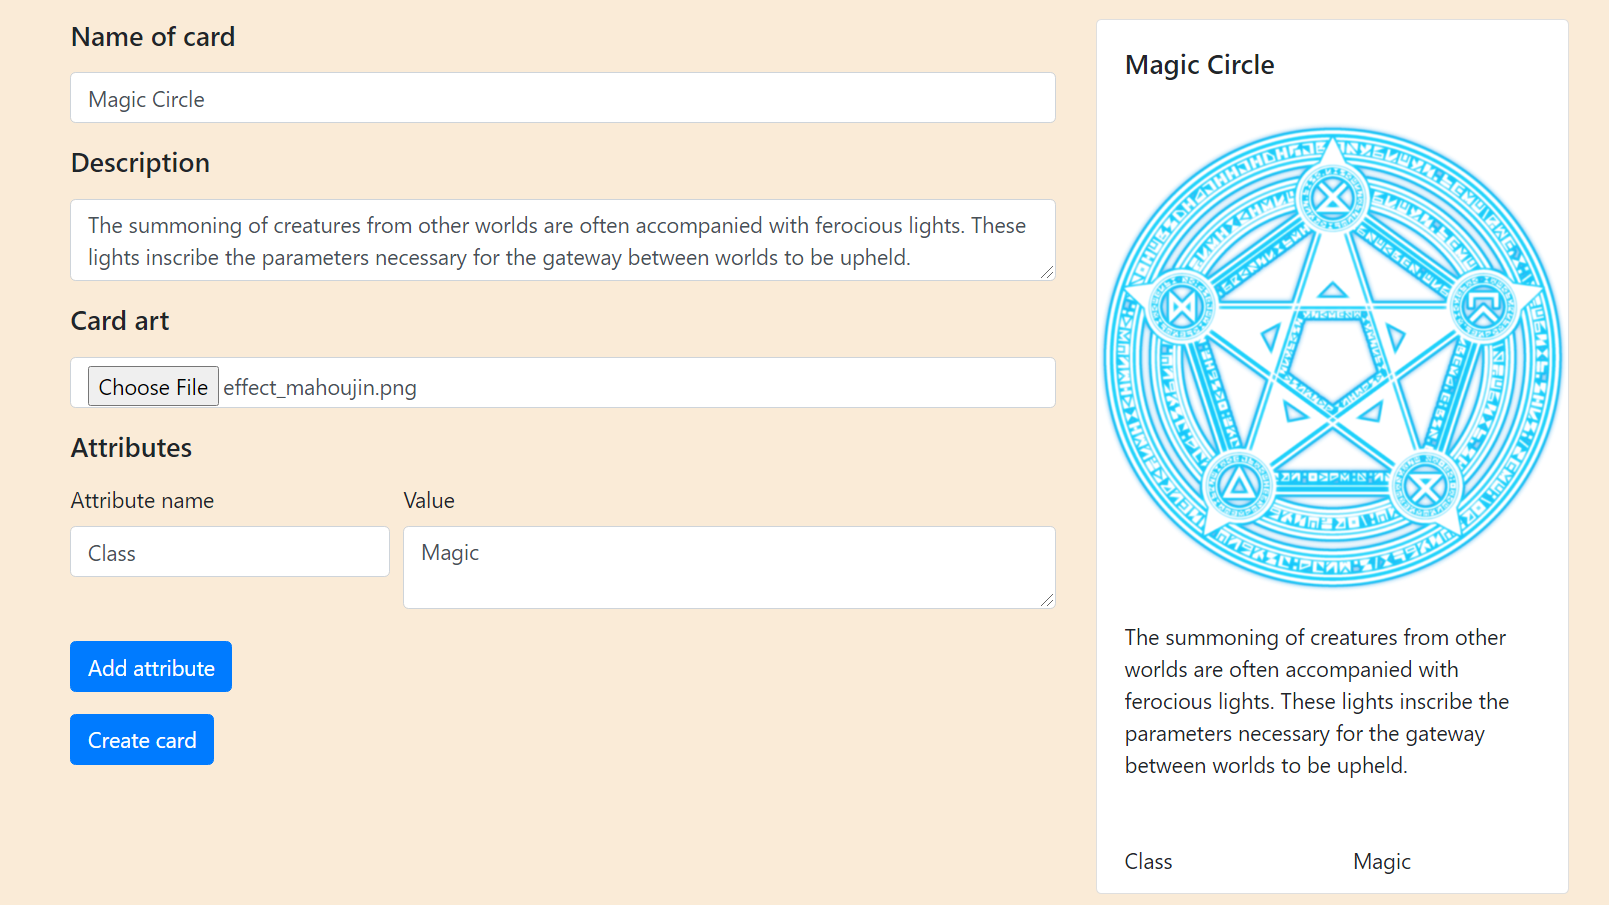 Name of card
Magic Circle
Description
The summoning of creatures from other worlds are often accompanied with ferocious lights. These
lights inscribe the parameters necessary for the gateway between worlds to be upheld.
Card art
Choose File effect_mahoujin.png
Attributes
Attribute name Value
Class Magic
Add attribute
Create card
Magic Circle
The summoning of creatures from other
worlds are often accompanied with
ferocious lights. These lights inscribe the
parameters necessary for the gateway
between worlds to be upheld.
Class Magic